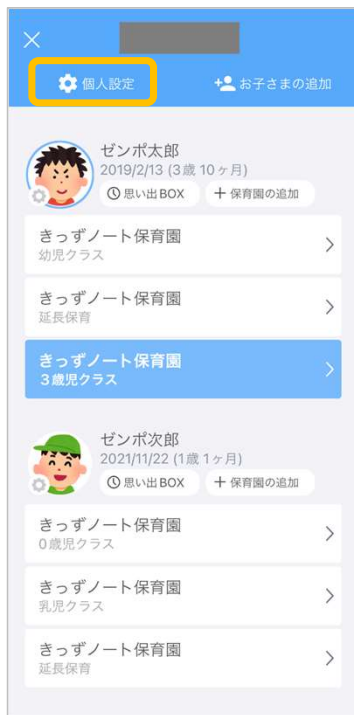 個人設定
お子さまの追加
ゼンポ太郎
2019/2/13 (3歳 10ヶ月)
思い出BOX
保育園の追加
きっずノート保育園
幼児クラス
きっずノート保育園
延長保育
きっずノート保育園
3歳児クラス
ゼンポ次郎
2021/11/22 (1歳 1ヶ月)
思い出BOX
保育園の追加
きっずノート保育園
0歳児クラス
きっずノート保育園
乳児クラス
きっずノート保育園
延長保育